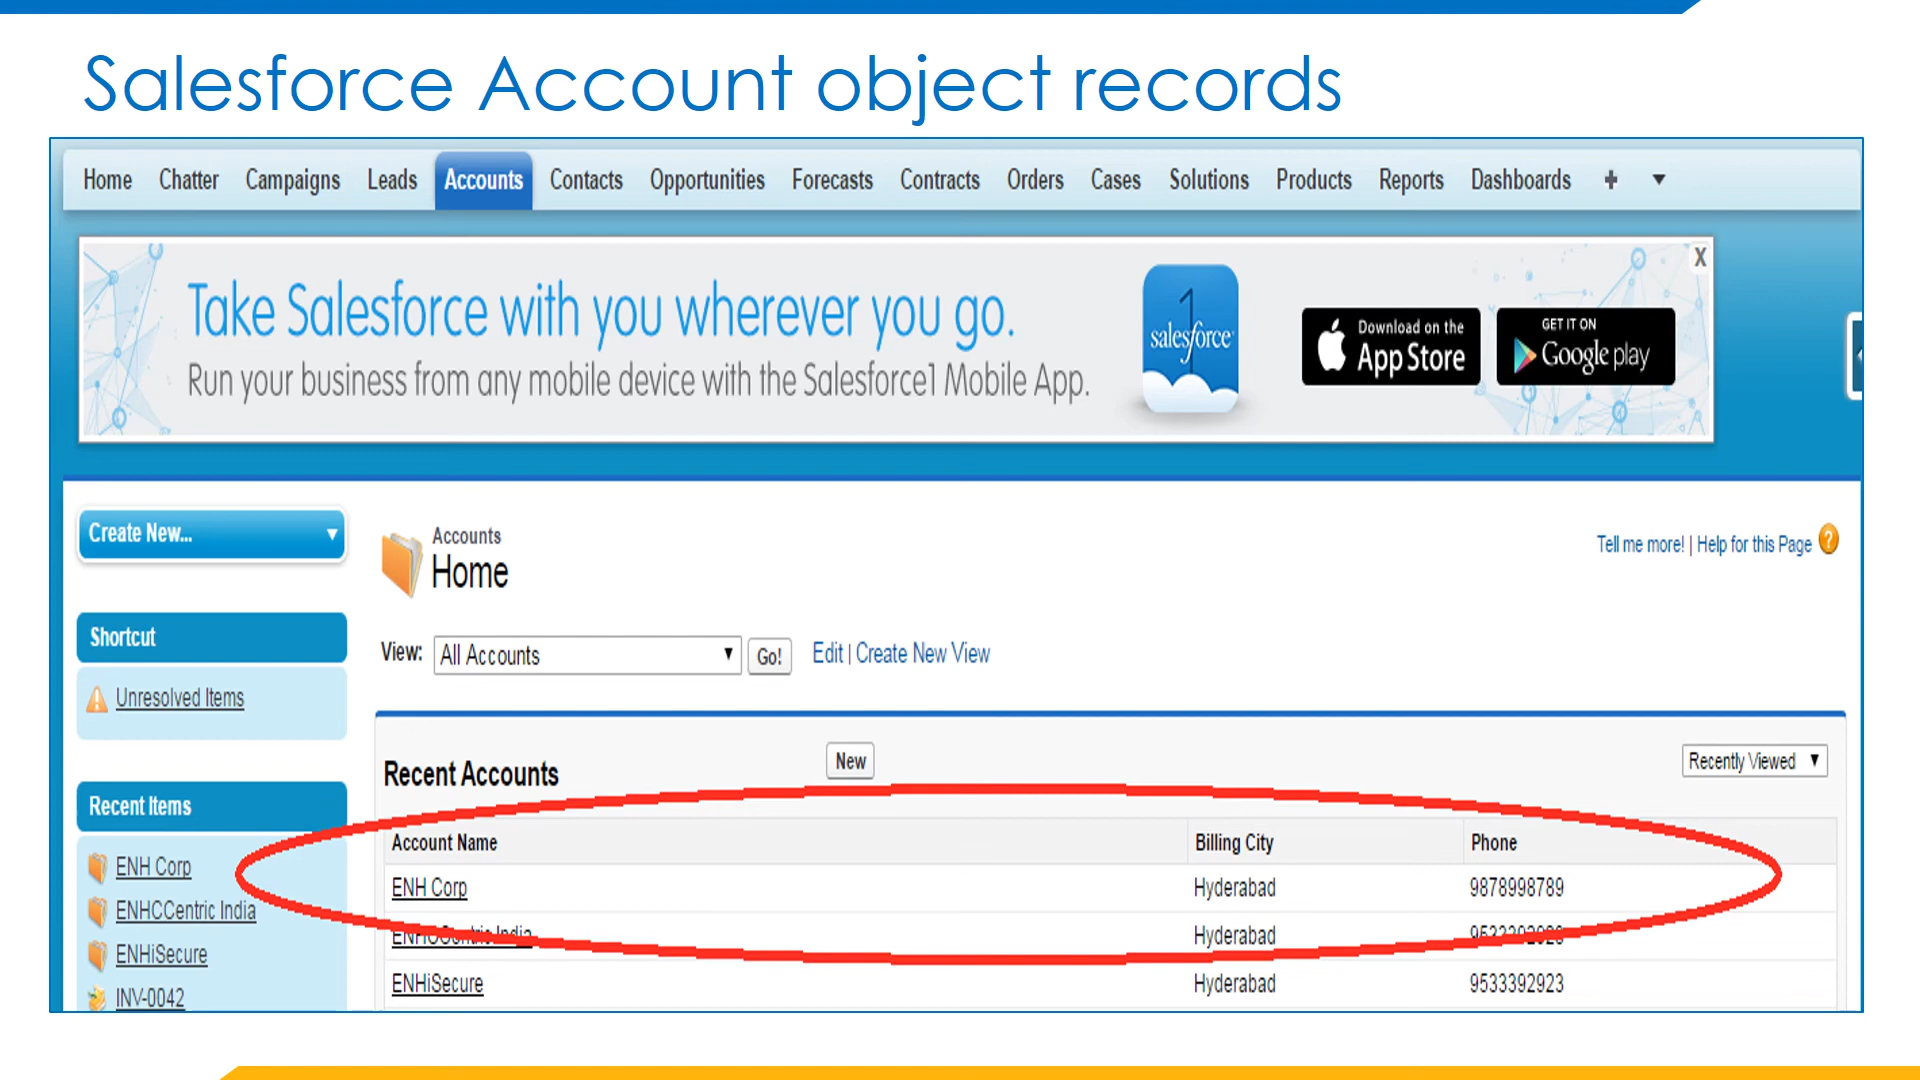 Salesforce Account object records
Home Chatter Campaigns Leads Accounts Contacts Opportunities Forecasts Contracts Orders Cases Solutions Products Reports Dashboards +
X
Take Salesforce with you wherever you go.
Run your business from any mobile device with the Salesforce1 Mobile App.
1
salesforce
Download on the
App Store
GET IT ON
Google play
Create New...
Shortcut
Unresolved Items
Recent Items
ENH Corp
ENHCCentric India
ENHiSecure
INV-0042
Accounts
Home
Tell me more! | Help for this Page ?
View: All Accounts Go! Edit | Create New View
Recent Accounts New Recently Viewed
Account Name Billing City Phone
ENH Corp Hyderabad 9878998789
ENHCCentric India Hyderabad
ENHiSecure Hyderabad 9533392923